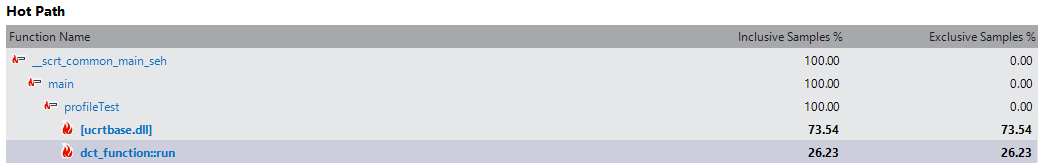 Hot Path
Function Name Inclusive Samples % Exclusive Samples %
__scrt_common_main_seh 100.00 0.00
main 100.00 0.00
profileTest 100.00 0.00
[ucrtbase.dll] 73.54 73.54
dct_function::run 26.23 26.23